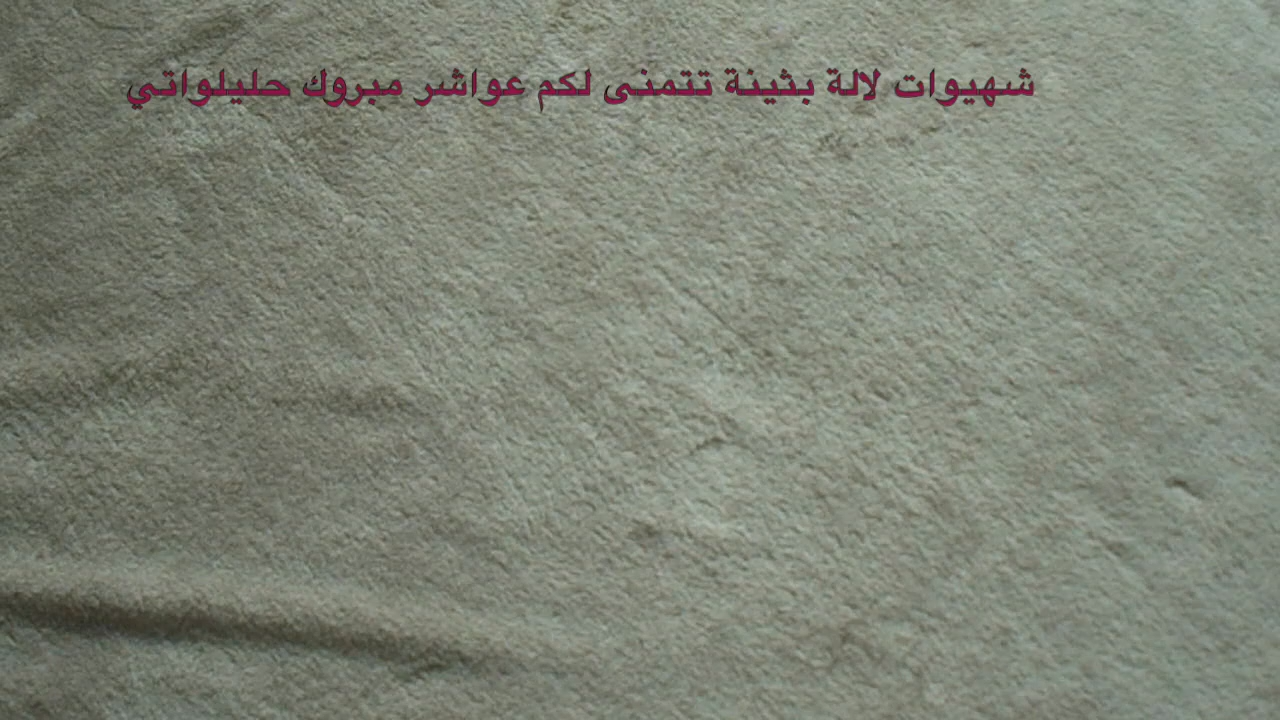 شهيوات لالة بثينة تتمنى لكم عواشر مبروك حليلواتي